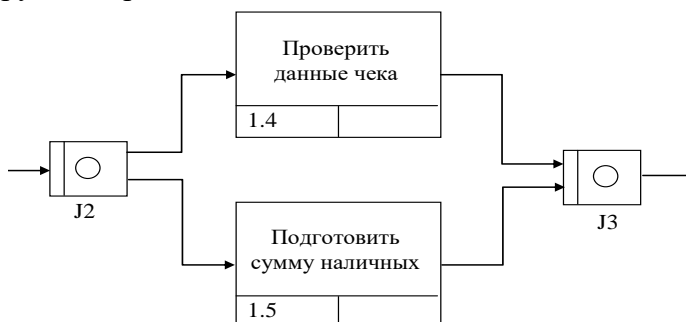 Проверить
данные чека
1.4
J2
J3
Подготовить
сумму наличных
1.5